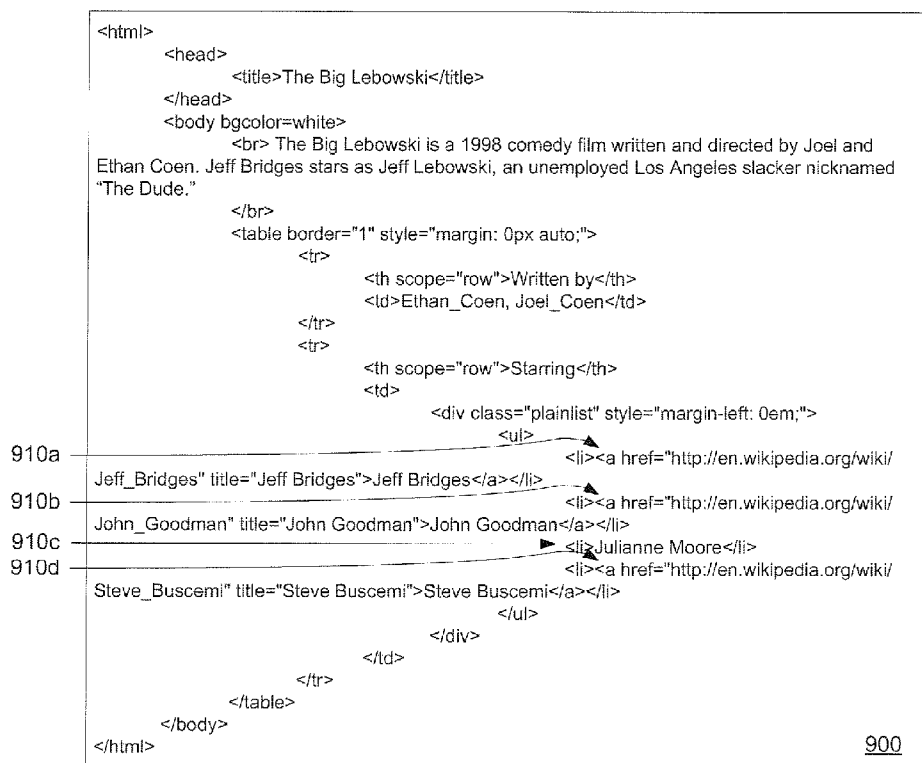 <html>
<head>
<title>The Big Lebowski</title>
</head>
<body bgcolor=white>
<br> The Big Lebowski is a 1998 comedy film written and directed by Joel and
Ethan Coen. Jeff Bridges stars as Jeff Lebowski, an unemployed Los Angeles slacker nicknamed
“The Dude.”
</br>
<table border="1" style="margin: 0px auto;">
<tr>
<th scope="row">Written by</th>
<td>Ethan_Coen, Joel_Coen</td>
</tr>
<tr>
<th scope="row">Starring</th>
<td>
<div class="plainlist" style="margin-left: 0em;">
<ul>
910a <li><a href="http://en.wikipedia.org/wiki/
Jeff_Bridges" title="Jeff Bridges">Jeff Bridges</a></li>
910b <li><a href="http://en.wikipedia.org/wiki/
John_Goodman" title="John Goodman">John Goodman</a></li>
910c <li>Julianne Moore</li>
910d <li><a href="http://en.wikipedia.org/wiki/
Steve_Buscemi" title="Steve Buscemi">Steve Buscemi</a></li>
</ul>
</div>
</td>
</tr>
</table>
</body>
</html>
900